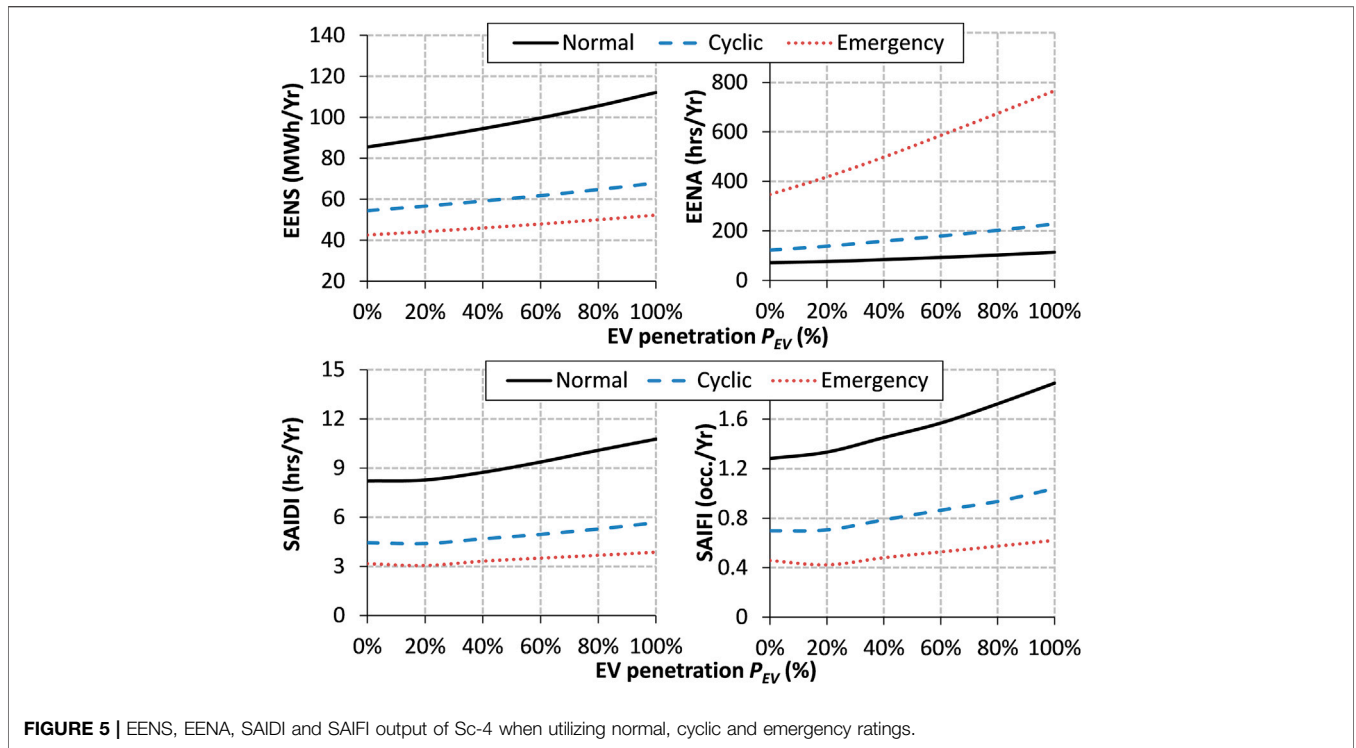 Normal Cyclic Emergency
EENS (MWh/Yr)
140
120
100
80
60
40
20
0% 20% 40% 60% 80% 100%
EENA (hrs/Yr)
800
600
400
200
0
0% 20% 40% 60% 80% 100%
EV penetration PEV (%)
Normal Cyclic Emergency
SAIDI (hrs/Yr)
15
12
9
6
3
0
0% 20% 40% 60% 80% 100%
SAIFI (occ./Yr)
1.6
1.2
0.8
0.4
0
0% 20% 40% 60% 80% 100%
EV penetration PEV (%)
FIGURE 5 | EENS, EENA, SAIDI and SAIFI output of Sc-4 when utilizing normal, cyclic and emergency ratings.